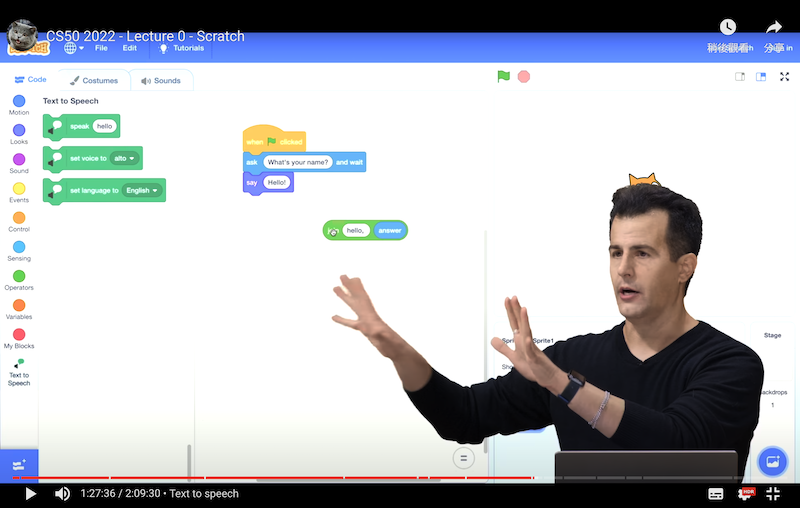 CS50 2022 - Lecture 0 - Scratch
稍後觀看
分享
File Edit Tutorials
Code Costumes Sounds
Motion
Looks
Sound
Events
Control
Sensing
Operators
Variables
My Blocks
Text to
Speech
Text to Speech
speak hello
set voice to alto
set language to English
when clicked
ask What's your name? and wait
say Hello!
hello, answer
Sprite1
Stage
1
1:27:36 / 2:09:30 • Text to speech
HDR